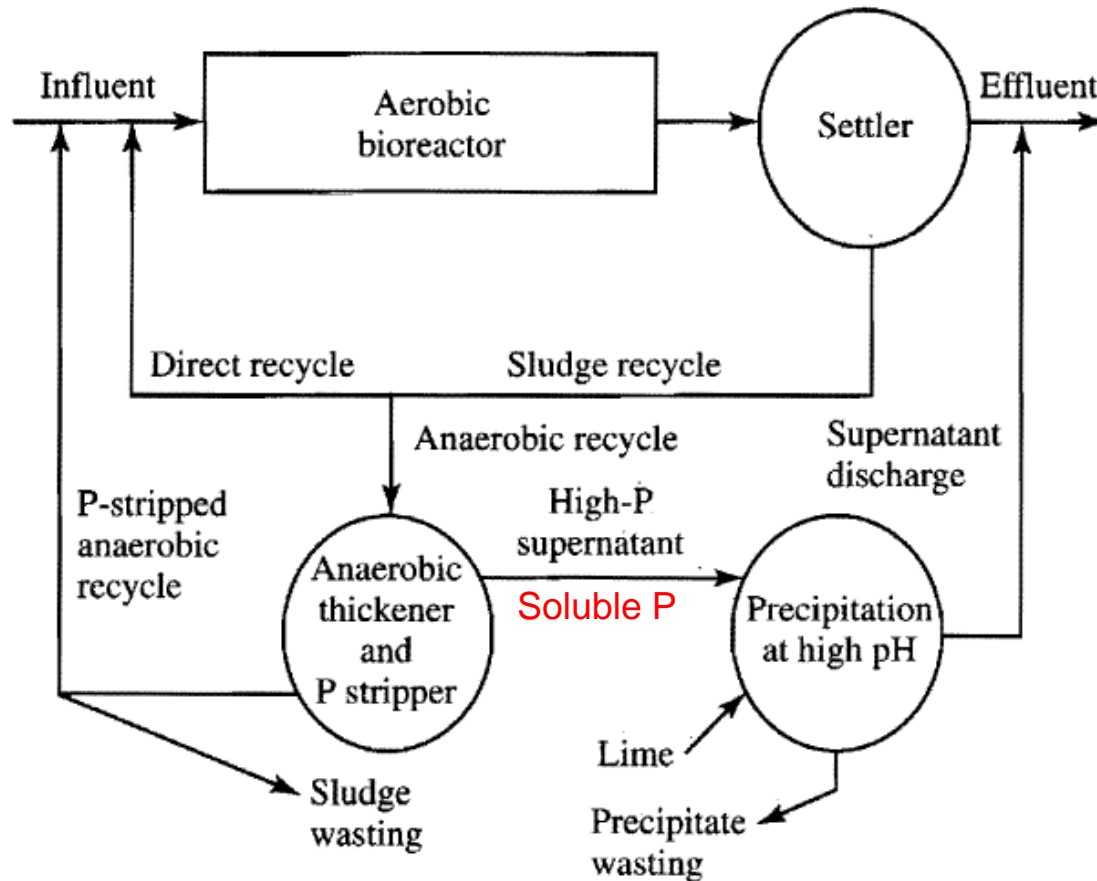 Influent
Aerobic
bioreactor
Settler
Effluent
Direct recycle
Sludge recycle
Anaerobic recycle
Supernatant
discharge
P-stripped
anaerobic
recycle
High-P
supernatant
Soluble P
Anaerobic
thickener
and
P stripper
Precipitation
at high pH
Lime
Sludge
wasting
Precipitate
wasting